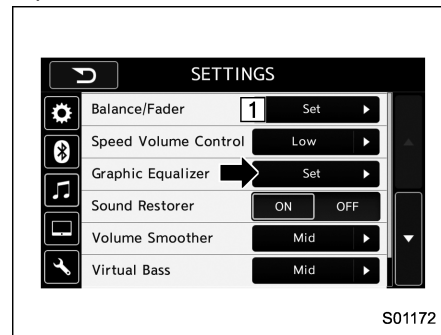 SETTINGS
Balance/Fader 1 Set
Speed Volume Control Low
Graphic Equalizer Set
Sound Restorer ON OFF
Volume Smoother Mid
Virtual Bass Mid
S01172